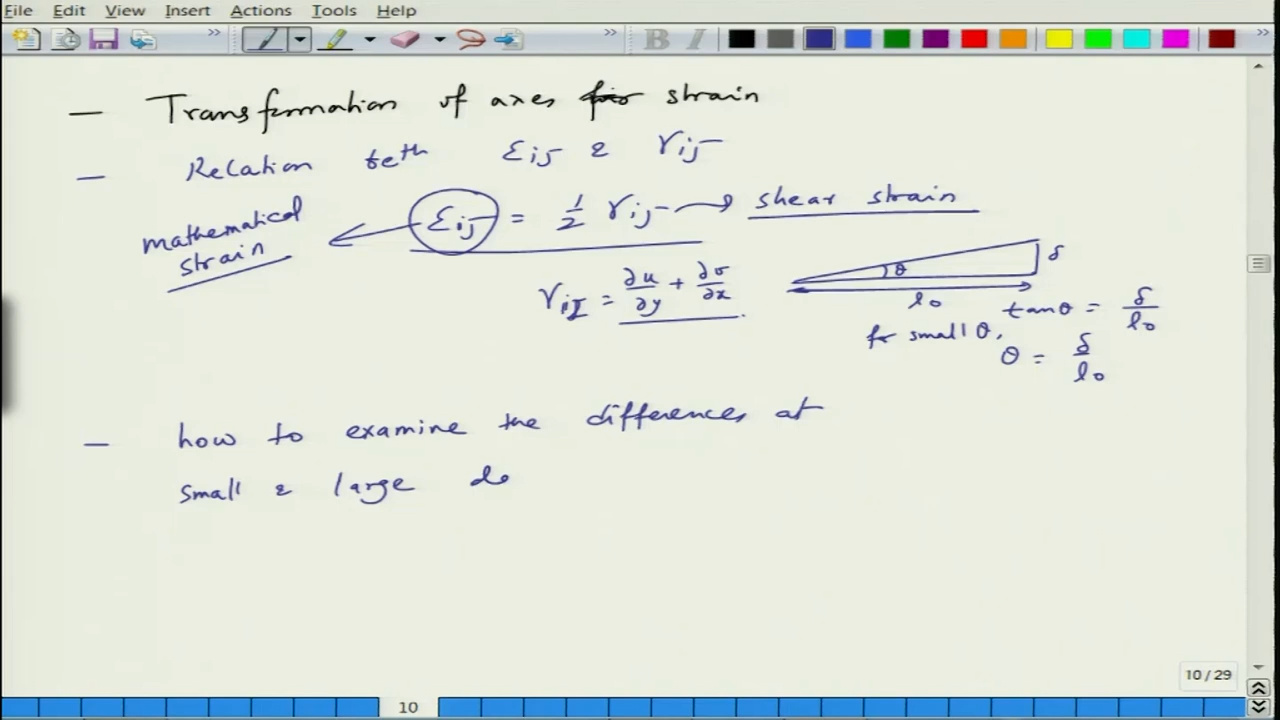 File Edit View Insert Actions Tools Help
B I
— Transformation of axes for strain
— Relation betn εij & γij
εij = 1/2 γij → shear strain
mathematical
strain
γij = ∂u/∂y + ∂v/∂x
θ
δ
l₀
tanθ = δ/l₀
for small θ,
θ = δ/l₀
— how to examine the differences at
small & large de
10 / 29
10